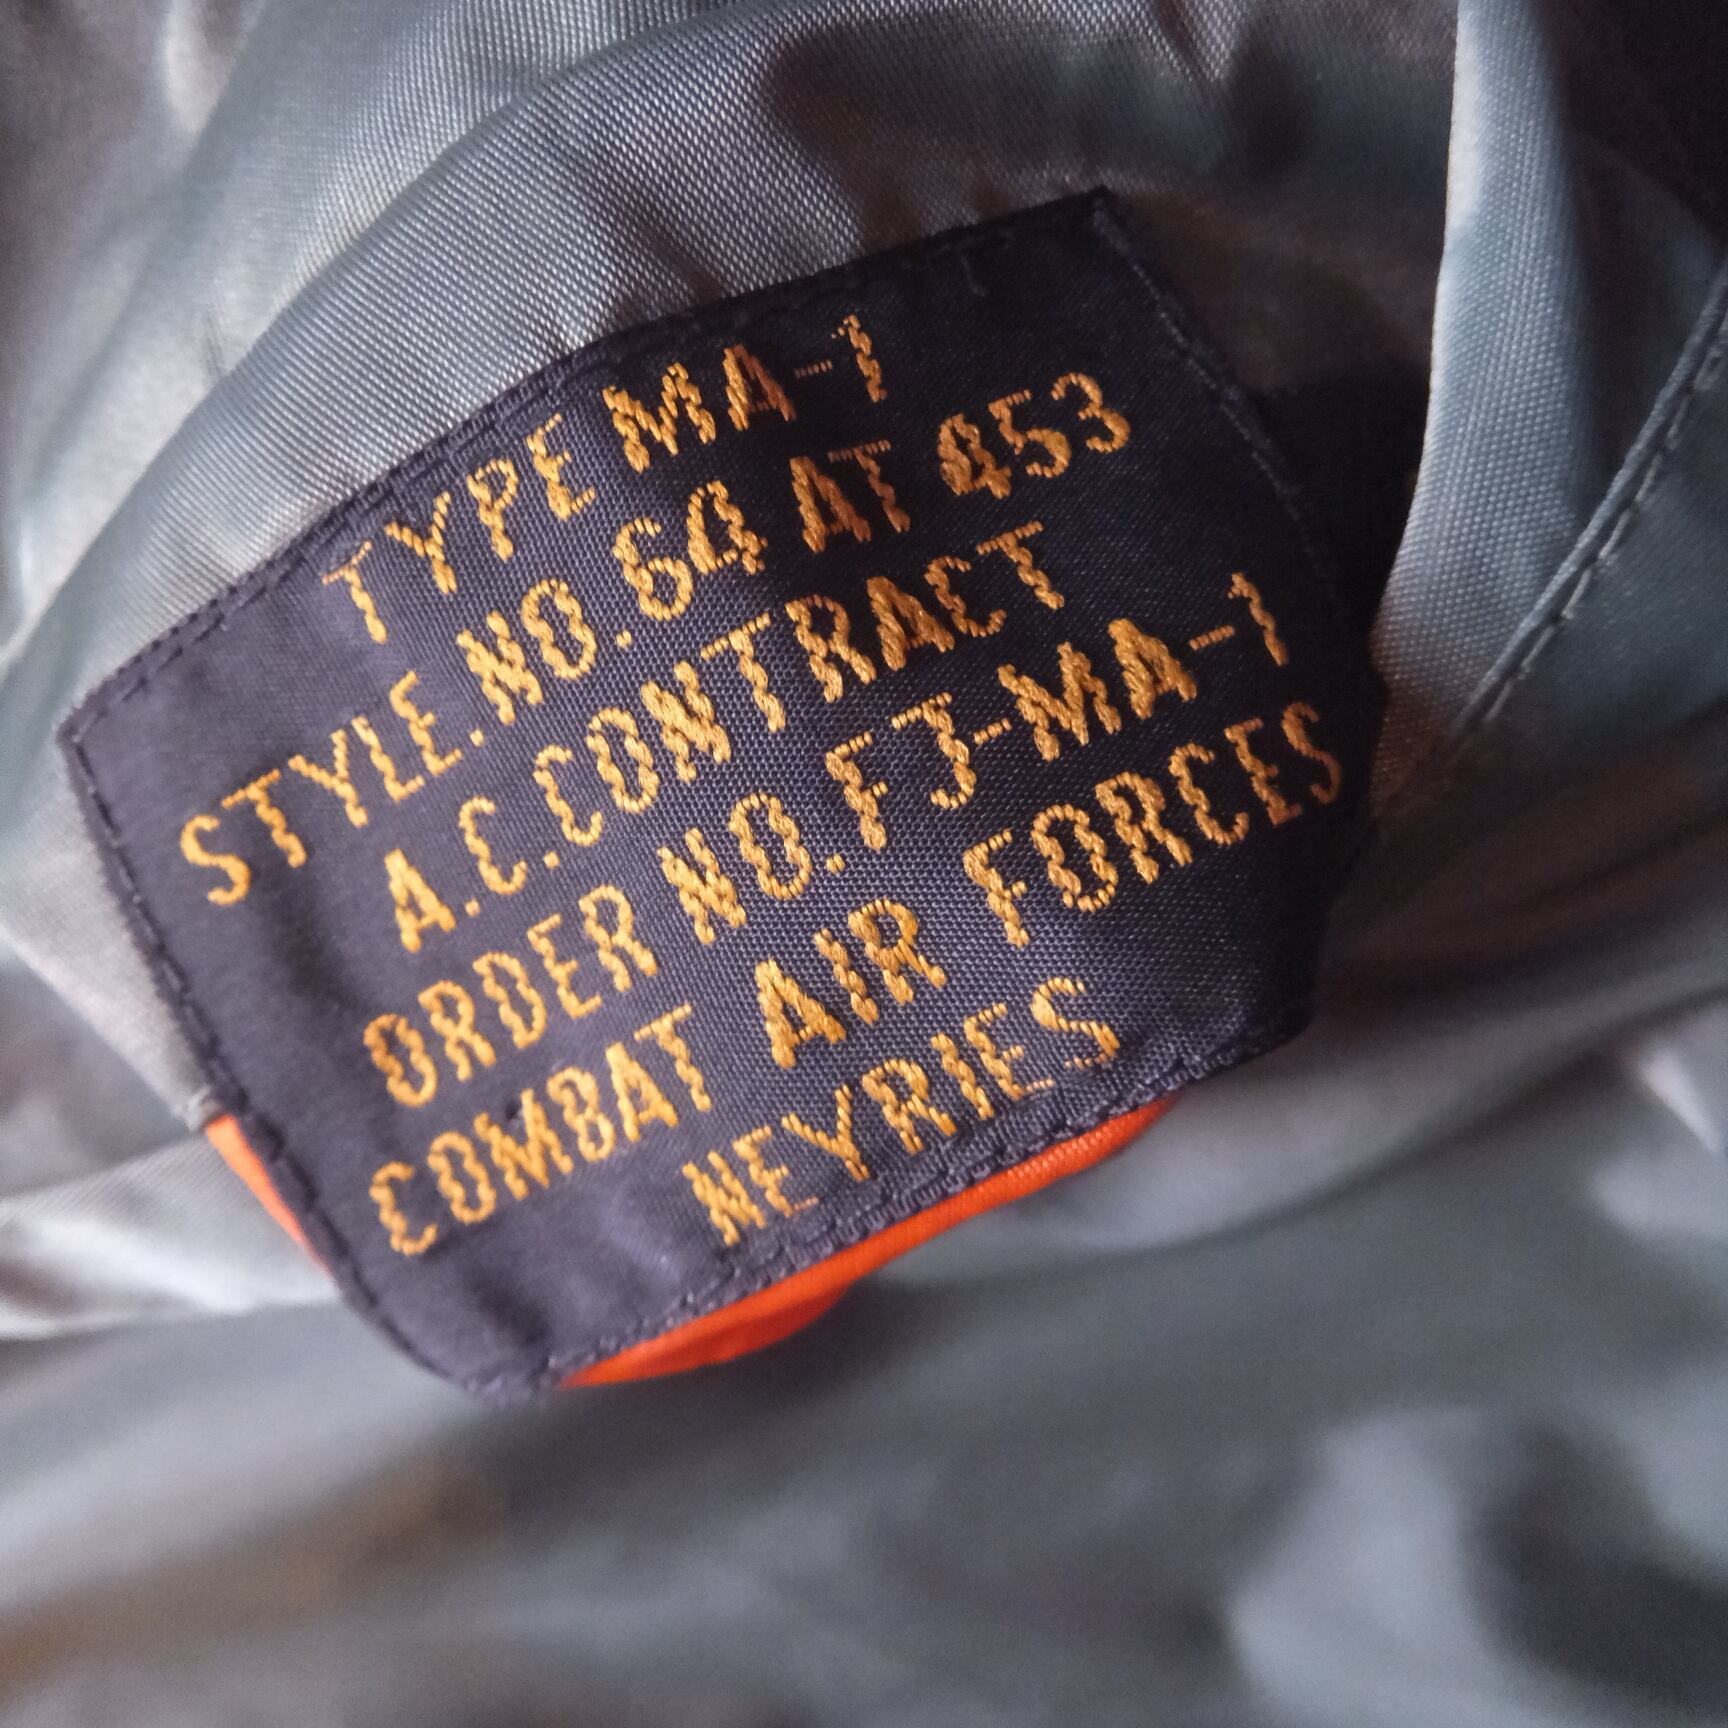 TYPE MA-1
STYLE.NO.64 AT 453
A.C.CONTRACT
ORDER NO.FJ-MA-1
COMBAT AIR FORCES
NEYRIES